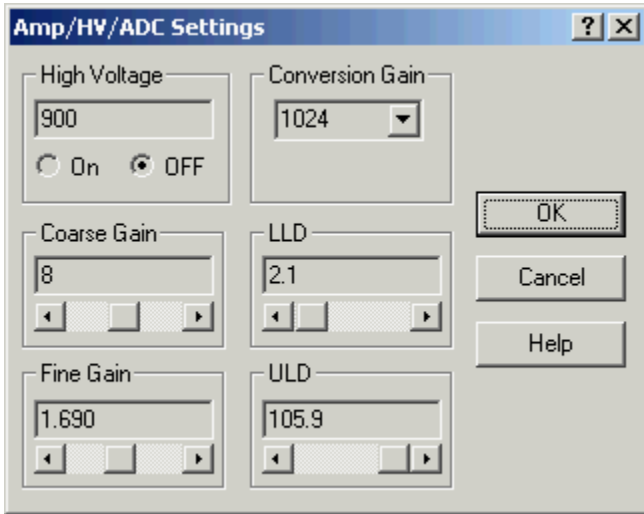 Amp/HV/ADC Settings
High Voltage
900
On OFF
Conversion Gain
1024
Coarse Gain
8
LLD
2.1
Fine Gain
1.690
ULD
105.9
OK
Cancel
Help